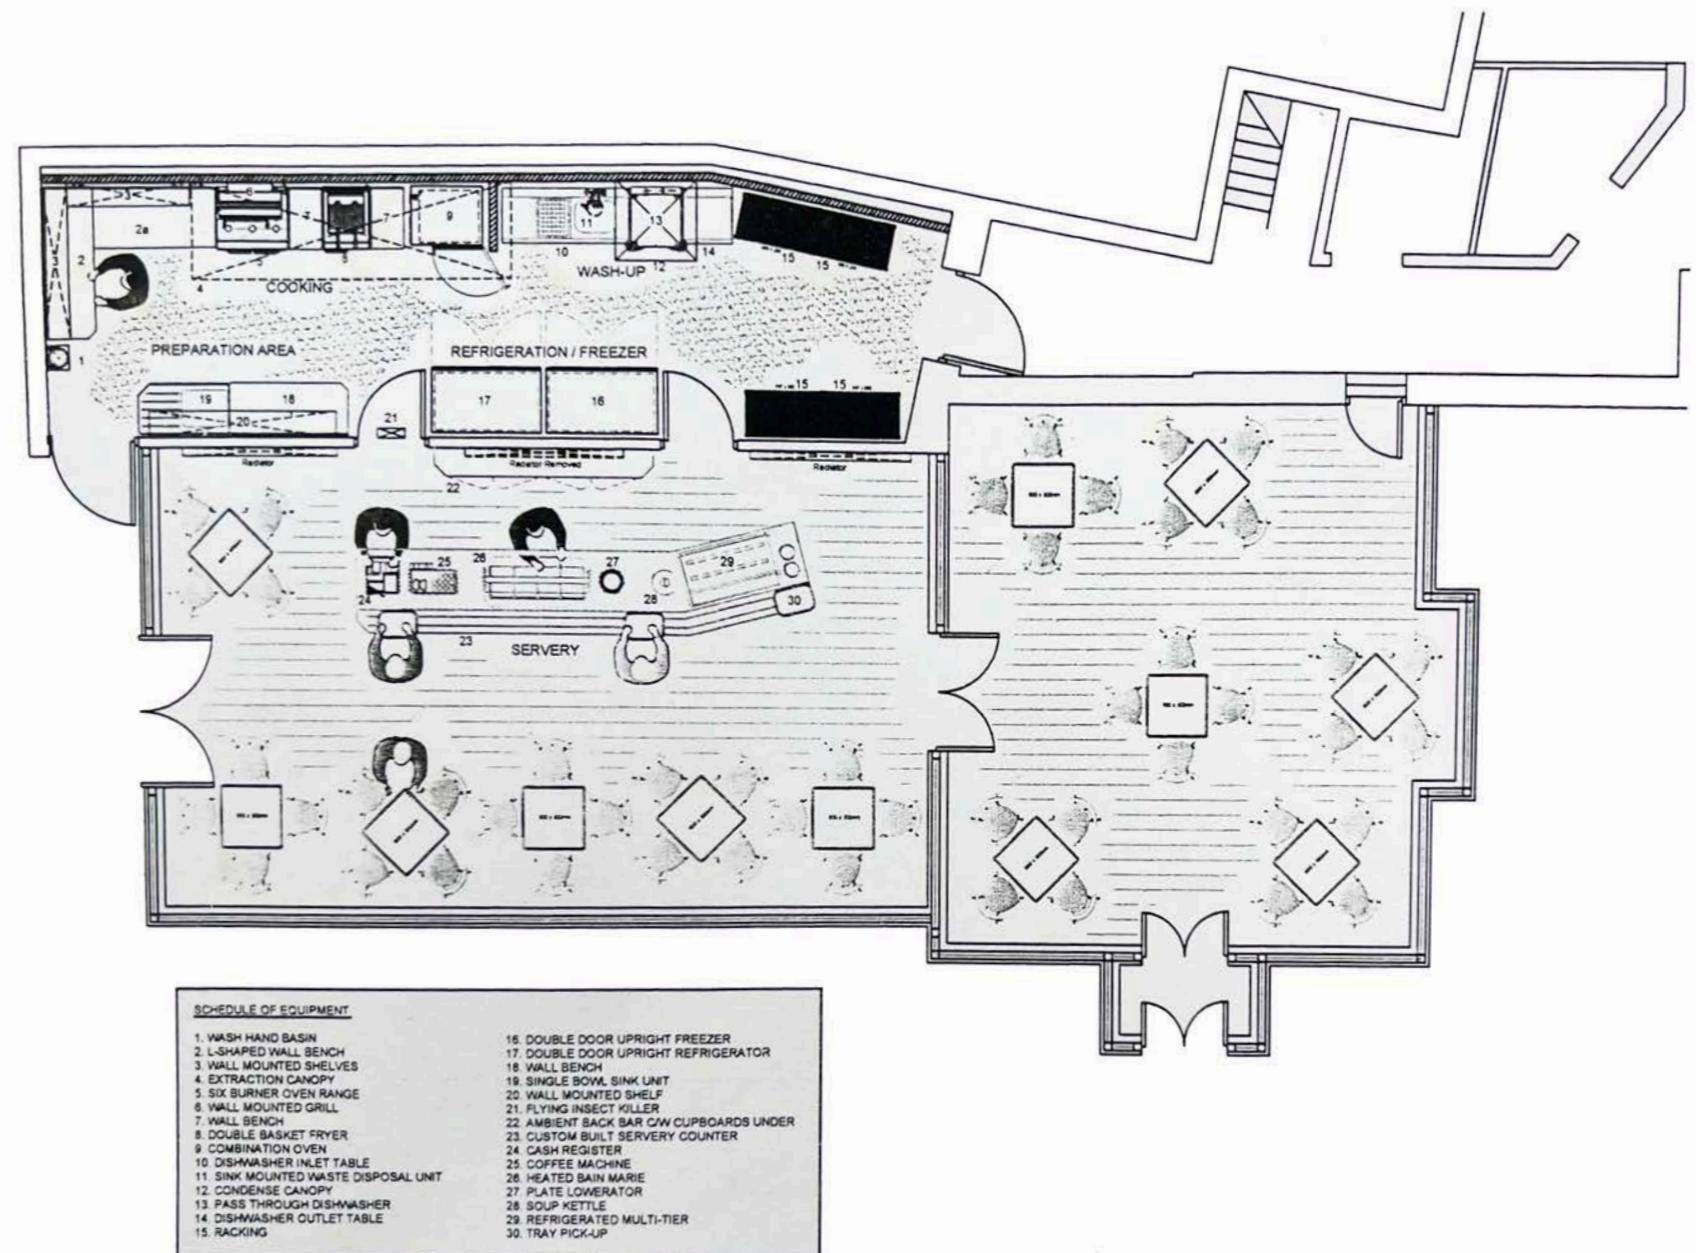 3
6
2a
7
7
9
11
13
3
2
5
8
10
12
14
15 15
WASH-UP
4
COOKING
1
PREPARATION AREA
REFRIGERATION / FREEZER
19
18
17
16
15 15
20
21
Radiator
Radiator Removed
Radiator
22
25
26
27
29
24
28
30
23
SERVERY
SCHEDULE OF EQUIPMENT
1. WASH HAND BASIN
2. L-SHAPED WALL BENCH
3. WALL MOUNTED SHELVES
4. EXTRACTION CANOPY
5. SIX BURNER OVEN RANGE
6. WALL MOUNTED GRILL
7. WALL BENCH
8. DOUBLE BASKET FRYER
9. COMBINATION OVEN
10. DISHWASHER INLET TABLE
11. SINK MOUNTED WASTE DISPOSAL UNIT
12. CONDENSE CANOPY
13. PASS THROUGH DISHWASHER
14. DISHWASHER OUTLET TABLE
15. RACKING
16. DOUBLE DOOR UPRIGHT FREEZER
17. DOUBLE DOOR UPRIGHT REFRIGERATOR
18. WALL BENCH
19. SINGLE BOWL SINK UNIT
20. WALL MOUNTED SHELF
21. FLYING INSECT KILLER
22. AMBIENT BACK BAR C/W CUPBOARDS UNDER
23. CUSTOM BUILT SERVERY COUNTER
24. CASH REGISTER
25. COFFEE MACHINE
26. HEATED BAIN MARIE
27. PLATE LOWERATOR
28. SOUP KETTLE
29. REFRIGERATED MULTI-TIER
30. TRAY PICK-UP